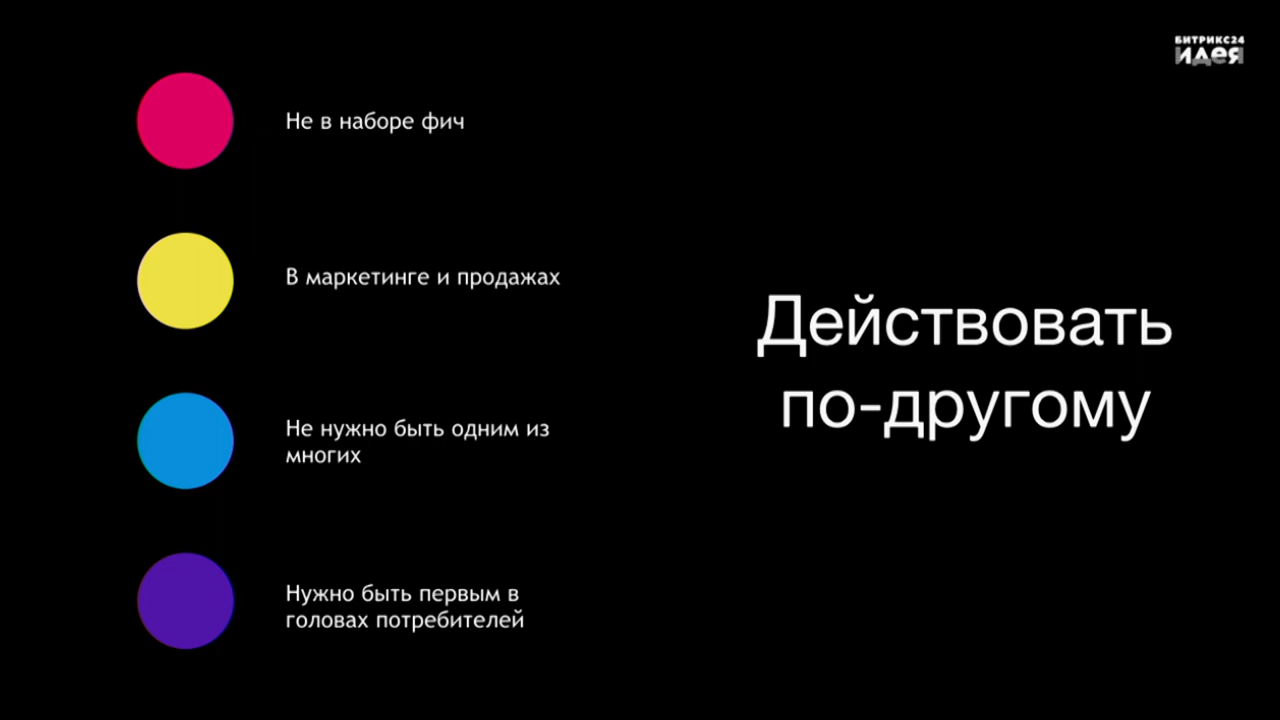 БИТРИКС24
идея
Не в наборе фич
В маркетинге и продажах
Не нужно быть одним из
многих
Нужно быть первым в
головах потребителей
Действовать
по-другому